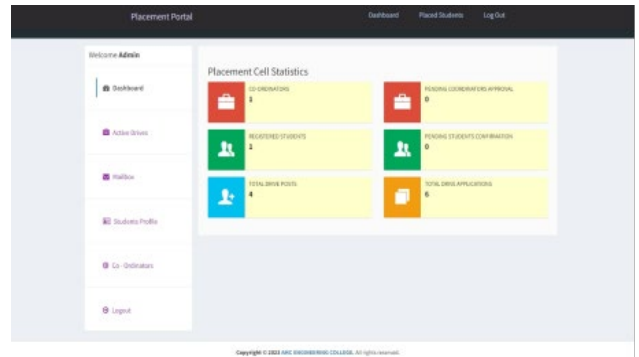 Placement Portal
Dashboard Placed Students Log Out
Welcome Admin
Dashboard
Active Drives
Mailbox
Students Profile
Co - Ordinators
Logout
Placement Cell Statistics
CO-ORDINATORS
1
PENDING COORDINATORS APPROVAL
0
REGISTERED STUDENTS
1
PENDING STUDENTS CONFIRMATION
0
TOTAL DRIVE POSTS
4
TOTAL DRIVE APPLICATIONS
6
Copyright © 2021 ENGINEERING COLLEGE. All rights reserved.